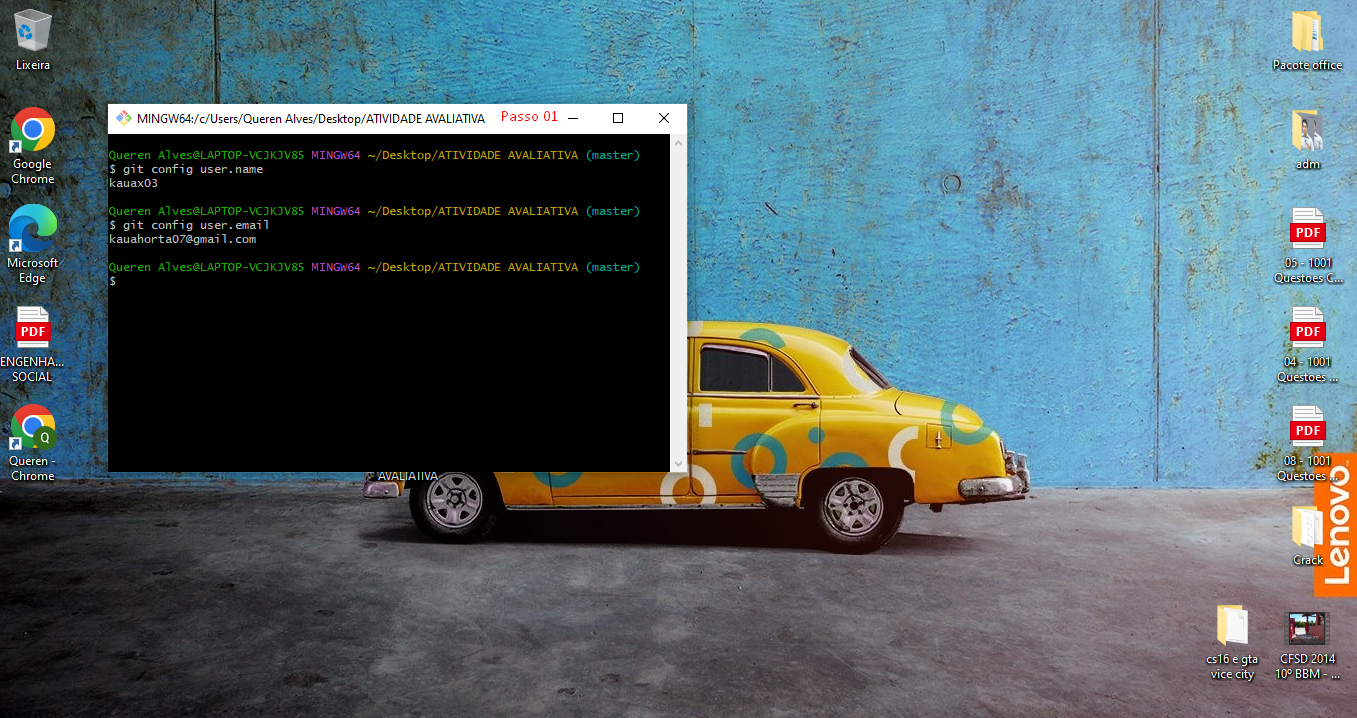 Lixeira
Google
Chrome
Microsoft
Edge
PDF
ENGENHA...
SOCIAL
Q
Queren -
Chrome
MINGW64:/c/Users/Queren Alves/Desktop/ATIVIDADE AVALIATIVA
Passo 01
Queren Alves@LAPTOP-VCJKJV85 MINGW64 ~/Desktop/ATIVIDADE AVALIATIVA (master)
$ git config user.name
kauax03
Queren Alves@LAPTOP-VCJKJV85 MINGW64 ~/Desktop/ATIVIDADE AVALIATIVA (master)
$ git config user.email
kauahorta07@gmail.com
Queren Alves@LAPTOP-VCJKJV85 MINGW64 ~/Desktop/ATIVIDADE AVALIATIVA (master)
$
AVALIATIVA
Pacote office
adm
PDF
05 - 1001
Questoes C...
PDF
04 - 1001
Questoes ...
PDF
08 - 1001
Questoes ...
Lenovo
Crack
cs16 e gta
vice city
CFSD 2014
10º BBM - ...